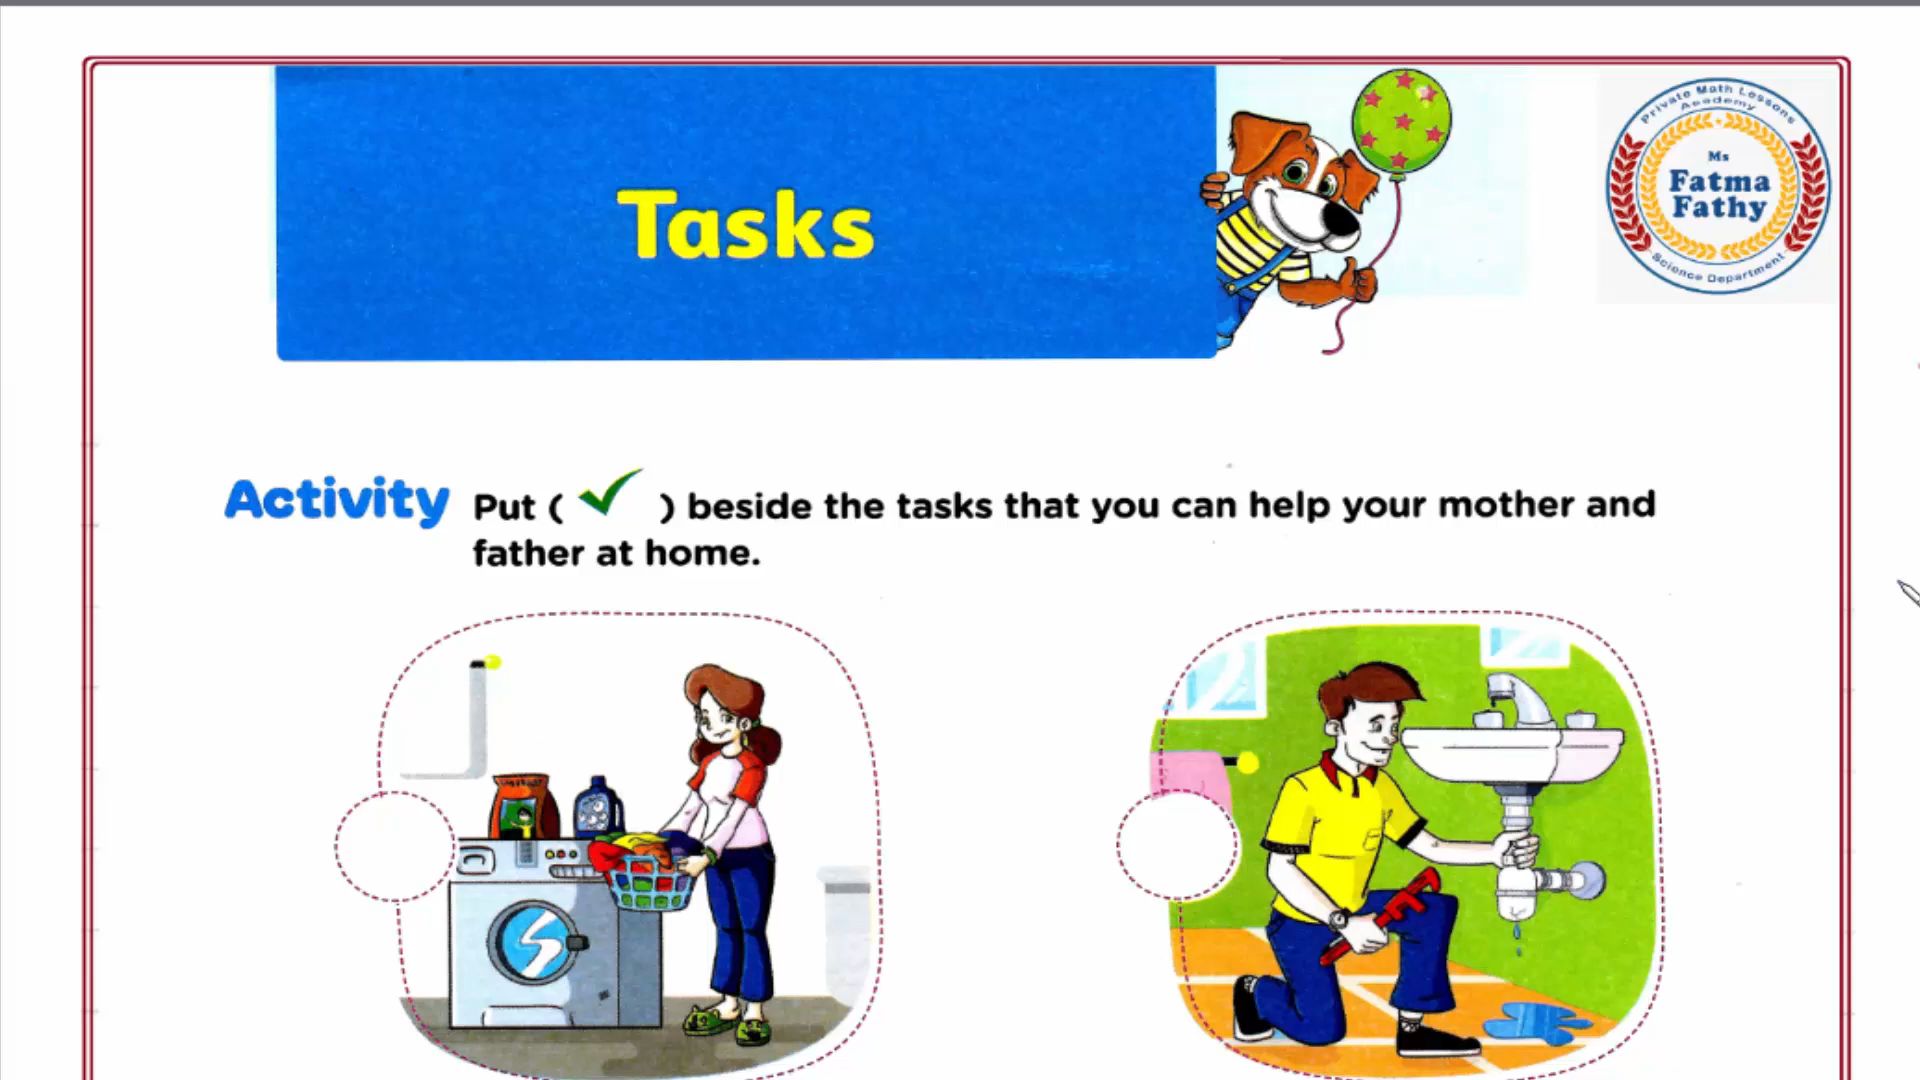 Tasks
Private Math Lessons
Academy
Ms
Fatma
Fathy
Science Department
Activity Put ( ✓ ) beside the tasks that you can help your mother and
father at home.